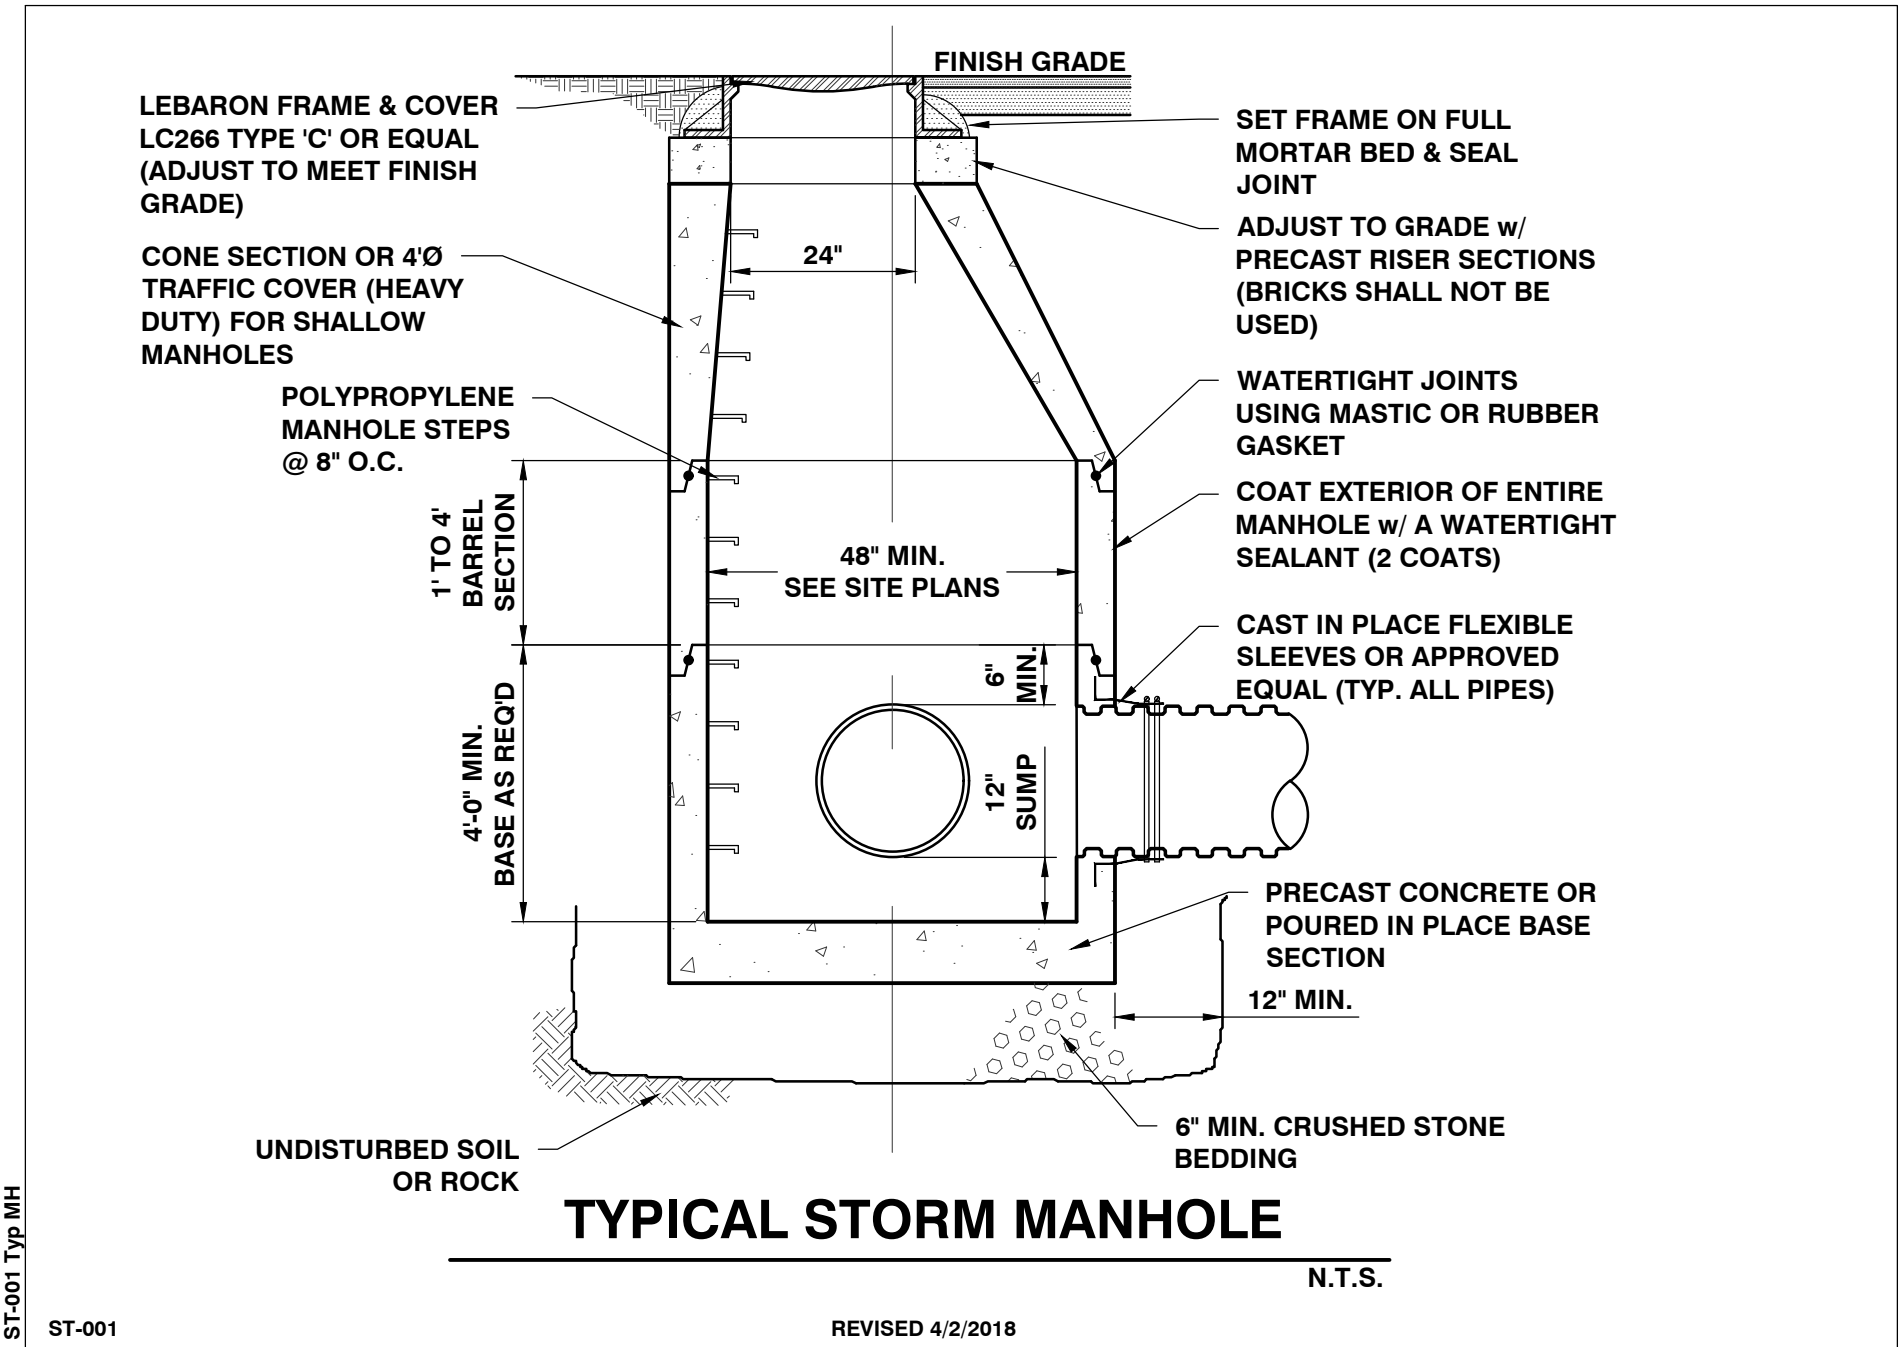 FINISH GRADE
LEBARON FRAME & COVER
LC266 TYPE 'C' OR EQUAL
(ADJUST TO MEET FINISH
GRADE)
CONE SECTION OR 4'Ø
TRAFFIC COVER (HEAVY
DUTY) FOR SHALLOW
MANHOLES
POLYPROPYLENE
MANHOLE STEPS
@ 8" O.C.
1' TO 4'
BARREL
SECTION
4'-0" MIN.
BASE AS REQ'D
24"
48" MIN.
SEE SITE PLANS
6"
MIN.
12"
SUMP
SET FRAME ON FULL
MORTAR BED & SEAL
JOINT
ADJUST TO GRADE w/
PRECAST RISER SECTIONS
(BRICKS SHALL NOT BE
USED)
WATERTIGHT JOINTS
USING MASTIC OR RUBBER
GASKET
COAT EXTERIOR OF ENTIRE
MANHOLE w/ A WATERTIGHT
SEALANT (2 COATS)
CAST IN PLACE FLEXIBLE
SLEEVES OR APPROVED
EQUAL (TYP. ALL PIPES)
PRECAST CONCRETE OR
POURED IN PLACE BASE
SECTION
12" MIN.
6" MIN. CRUSHED STONE
BEDDING
UNDISTURBED SOIL
OR ROCK
TYPICAL STORM MANHOLE
N.T.S.
ST-001 Typ MH
ST-001
REVISED 4/2/2018